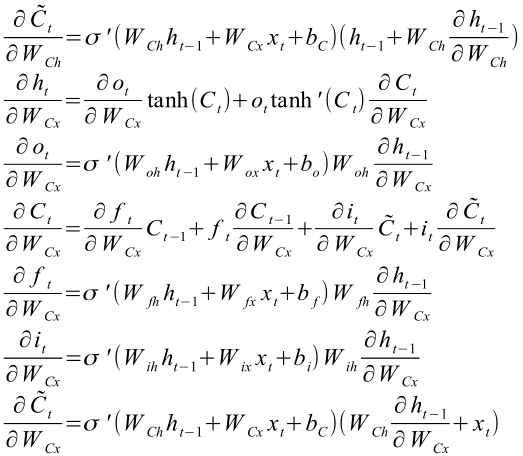 ∂C̃ₜ/∂W_Ch = σ'(W_Ch h_{t-1} + W_Cx x_t + b_C)(h_{t-1} + W_Ch ∂h_{t-1}/∂W_Ch)
∂h_t/∂W_Cx = ∂o_t/∂W_Cx tanh(C_t) + o_t tanh'(C_t) ∂C_t/∂W_Cx
∂o_t/∂W_Cx = σ'(W_oh h_{t-1} + W_ox x_t + b_o) W_oh ∂h_{t-1}/∂W_Cx
∂C_t/∂W_Cx = ∂f_t/∂W_Cx C_{t-1} + f_t ∂C_{t-1}/∂W_Cx + ∂i_t/∂W_Cx C̃_t + i_t ∂C̃_t/∂W_Cx
∂f_t/∂W_Cx = σ'(W_fh h_{t-1} + W_fx x_t + b_f) W_fh ∂h_{t-1}/∂W_Cx
∂i_t/∂W_Cx = σ'(W_ih h_{t-1} + W_ix x_t + b_i) W_ih ∂h_{t-1}/∂W_Cx
∂C̃_t/∂W_Cx = σ'(W_Ch h_{t-1} + W_Cx x_t + b_C)(W_Ch ∂h_{t-1}/∂W_Cx + x_t)